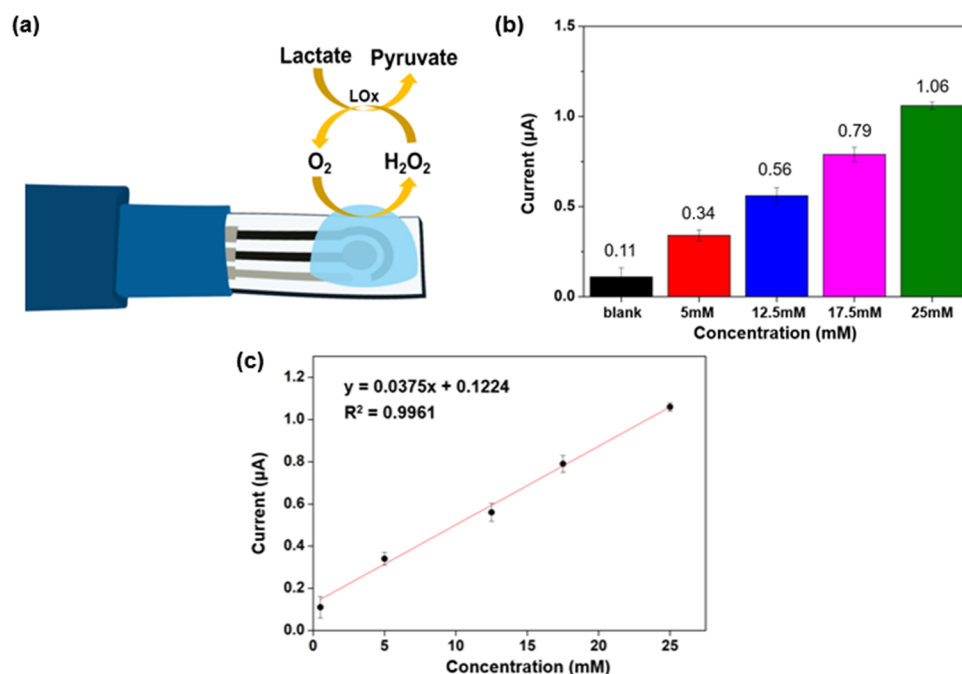 (a)
Lactate Pyruvate
LOx
O2 H2O2
(b)
Current (μA)
1.5
1.0
0.5
0.0
0.11
0.34
0.56
0.79
1.06
blank 5mM 12.5mM 17.5mM 25mM
Concentration (mM)
(c)
y = 0.0375x + 0.1224
R² = 0.9961
Current (μA)
1.2
1.0
0.8
0.6
0.4
0.2
0.0
0 5 10 15 20 25
Concentration (mM)